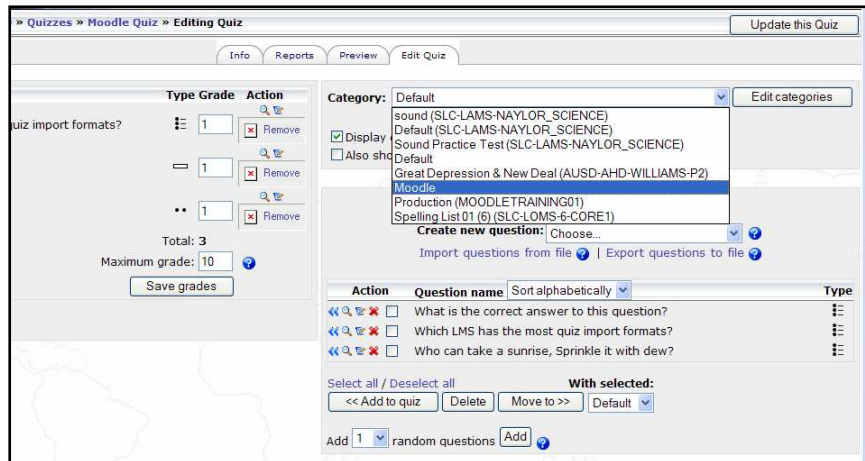 » Quizzes » Moodle Quiz » Editing Quiz
Update this Quiz
Info Reports Preview Edit Quiz
Type Grade Action
quiz import formats? 1 Remove
1 Remove
1 Remove
Total: 3
Maximum grade: 10
Save grades
Category: Default Edit categories
sound (SLC-LAMS-NAYLOR_SCIENCE)
Default (SLC-LAMS-NAYLOR_SCIENCE)
Sound Practice Test (SLC-LAMS-NAYLOR_SCIENCE)
Default
Great Depression & New Deal (AUSD-AHD-WILLIAMS-P2)
Moodle
Production (MOODLETRAINING01)
Spelling List 01 (6) (SLC-LOMS-6-CORE1)
Display
Also
Create new question: Choose...
Import questions from file | Export questions to file
Action Question name Sort alphabetically Type
What is the correct answer to this question?
Which LMS has the most quiz import formats?
Who can take a sunrise, Sprinkle it with dew?
Select all / Deselect all With selected:
<< Add to quiz Delete Move to >> Default
Add 1 random questions Add